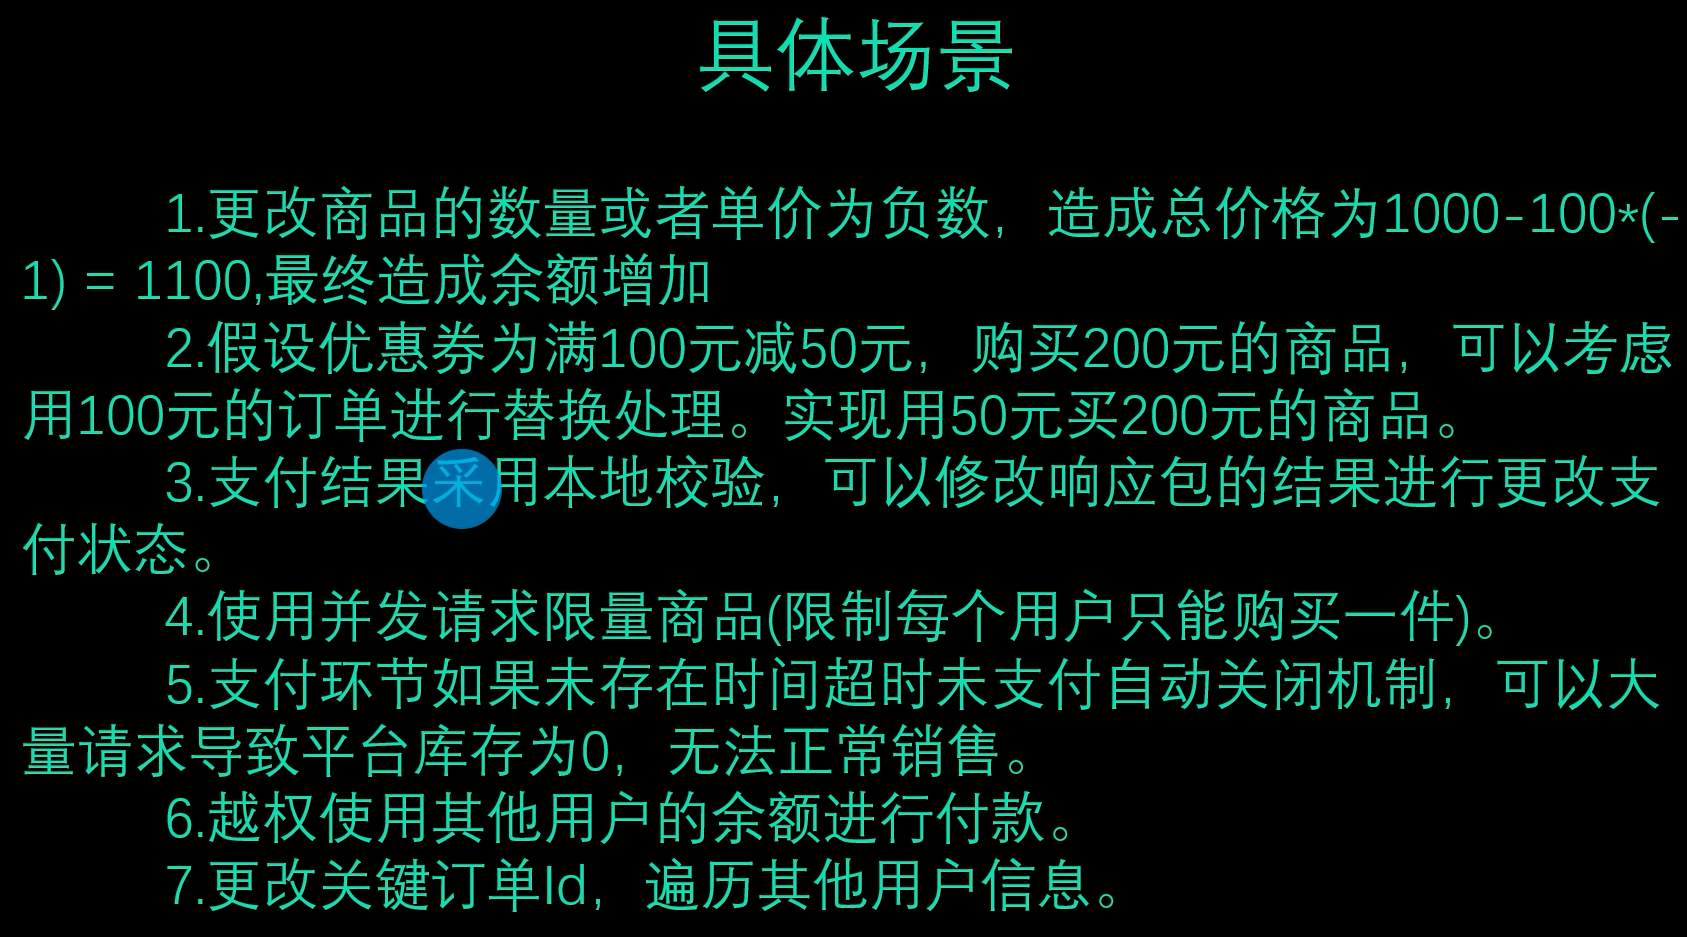 具体场景
1.更改商品的数量或者单价为负数，造成总价格为1000-100*(-
1) = 1100,最终造成余额增加
2.假设优惠券为满100元减50元，购买200元的商品，可以考虑
用100元的订单进行替换处理。实现用50元买200元的商品。
3.支付结果采用本地校验，可以修改响应包的结果进行更改支
付状态。
4.使用并发请求限量商品(限制每个用户只能购买一件)。
5.支付环节如果未存在时间超时未支付自动关闭机制，可以大
量请求导致平台库存为0，无法正常销售。
6.越权使用其他用户的余额进行付款。
7.更改关键订单Id，遍历其他用户信息。